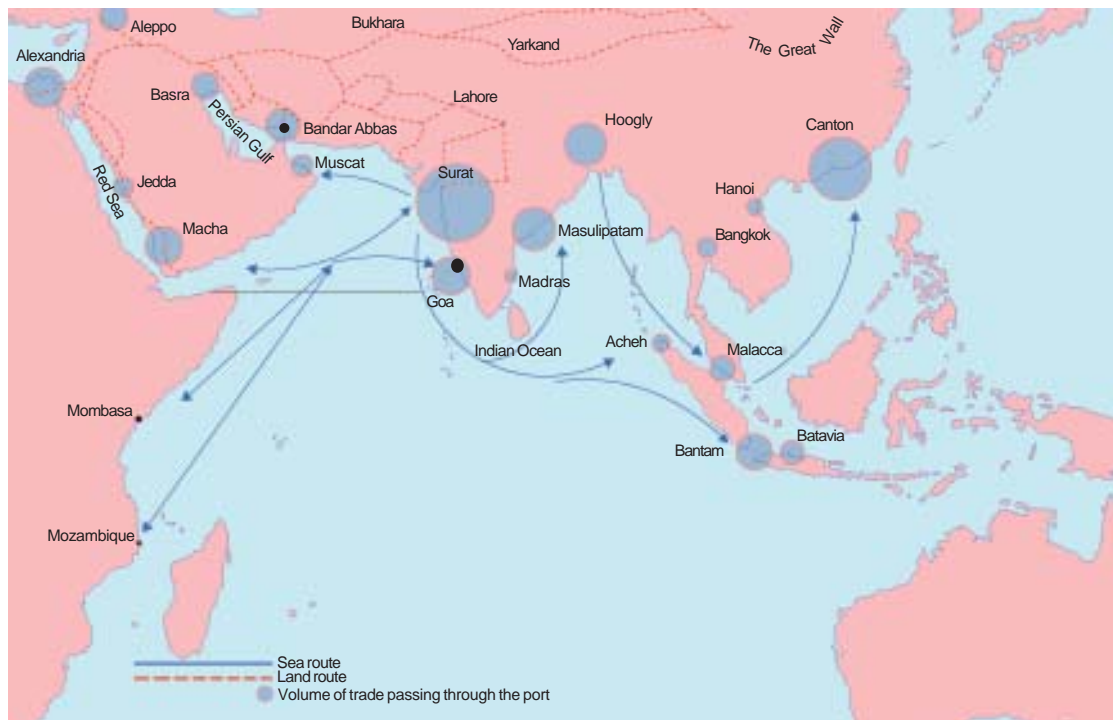 Aleppo
Bukhara
Yarkand
The Great Wall
Alexandria
Basra
Persian Gulf
Bandar Abbas
Lahore
Hoogly
Canton
Muscat
Surat
Jedda
Red Sea
Hanoi
Macha
Masulipatam
Bangkok
Goa
Madras
Indian Ocean
Acheh
Malacca
Mombasa
Bantam
Batavia
Mozambique
Sea route
Land route
Volume of trade passing through the port